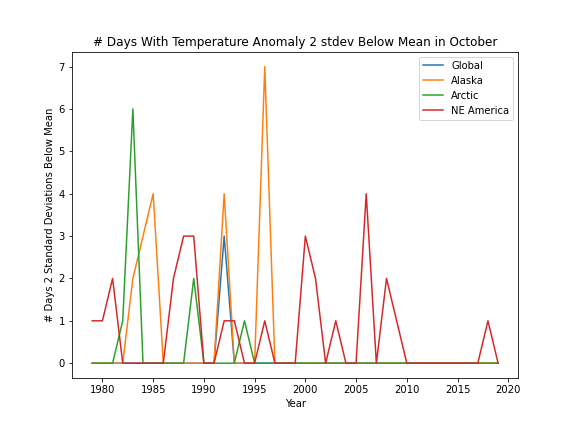 # Days With Temperature Anomaly 2 stdev Below Mean in October
Global
Alaska
Arctic
NE America
# Days 2 Standard Deviations Below Mean
7
6
5
4
3
2
1
0
1980 1985 1990 1995 2000 2005 2010 2015 2020
Year